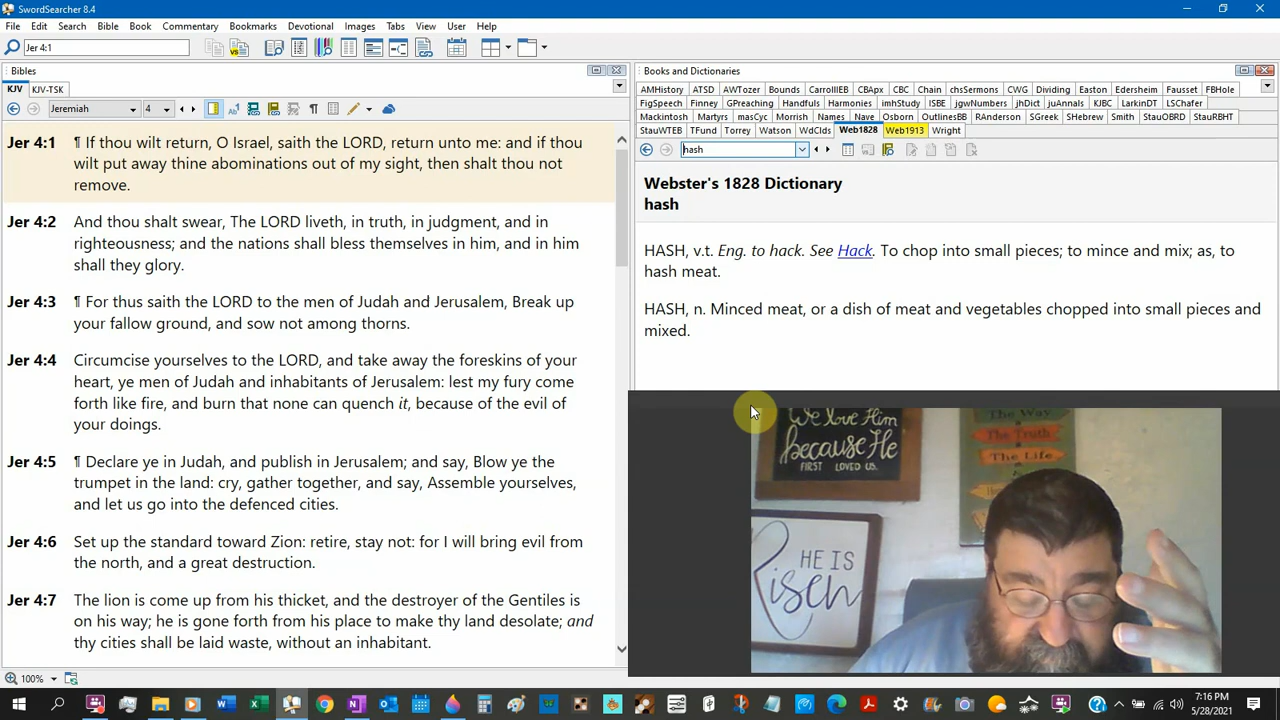 SwordSearcher 8.4
File Edit Search Bible Book Commentary Bookmarks Devotional Images Tabs View User Help
Jer 4:1
Bibles
KJV KJV-TSK
Jeremiah 4
Jer 4:1 ¶ If thou wilt return, O Israel, saith the LORD, return unto me: and if thou
wilt put away thine abominations out of my sight, then shalt thou not
remove.
Jer 4:2 And thou shalt swear, The LORD liveth, in truth, in judgment, and in
righteousness; and the nations shall bless themselves in him, and in him
shall they glory.
Jer 4:3 ¶ For thus saith the LORD to the men of Judah and Jerusalem, Break up
your fallow ground, and sow not among thorns.
Jer 4:4 Circumcise yourselves to the LORD, and take away the foreskins of your
heart, ye men of Judah and inhabitants of Jerusalem: lest my fury come
forth like fire, and burn that none can quench it, because of the evil of
your doings.
Jer 4:5 ¶ Declare ye in Judah, and publish in Jerusalem; and say, Blow ye the
trumpet in the land: cry, gather together, and say, Assemble yourselves,
and let us go into the defenced cities.
Jer 4:6 Set up the standard toward Zion: retire, stay not: for I will bring evil from
the north, and a great destruction.
Jer 4:7 The lion is come up from his thicket, and the destroyer of the Gentiles is
on his way; he is gone forth from his place to make thy land desolate; and
thy cities shall be laid waste, without an inhabitant.
100%
Books and Dictionaries
AMHistory ATSD AWTozer Bounds CarrollEB CBApx Chain chsSermons CWG Dividing Easton Edersheim Fausset FBHole
FigSpeech Finney GPreaching Handfuls Harmonies imhStudy ISBE jgwNumbers jhDict juAnnals KJBC LarkinDT LSChafer
Mackintosh Martyrs masCyc Morrish Names Nave Osborn OutlinesBB RAnderson SGreek SHebrew Smith StauOBRD StauRBHT
StauWTEB TFund Torrey Watson WdClds Web1828 Web1913 Wright
hash
Webster's 1828 Dictionary
hash
HASH, v.t. Eng. to hack. See Hack. To chop into small pieces; to mince and mix; as, to
hash meat.
HASH, n. Minced meat, or a dish of meat and vegetables chopped into small pieces and
mixed.
We love Him
because He
FIRST LOVED US.
The Way
The Truth
The Life
HE IS
Risen
7:16 PM
5/28/2021